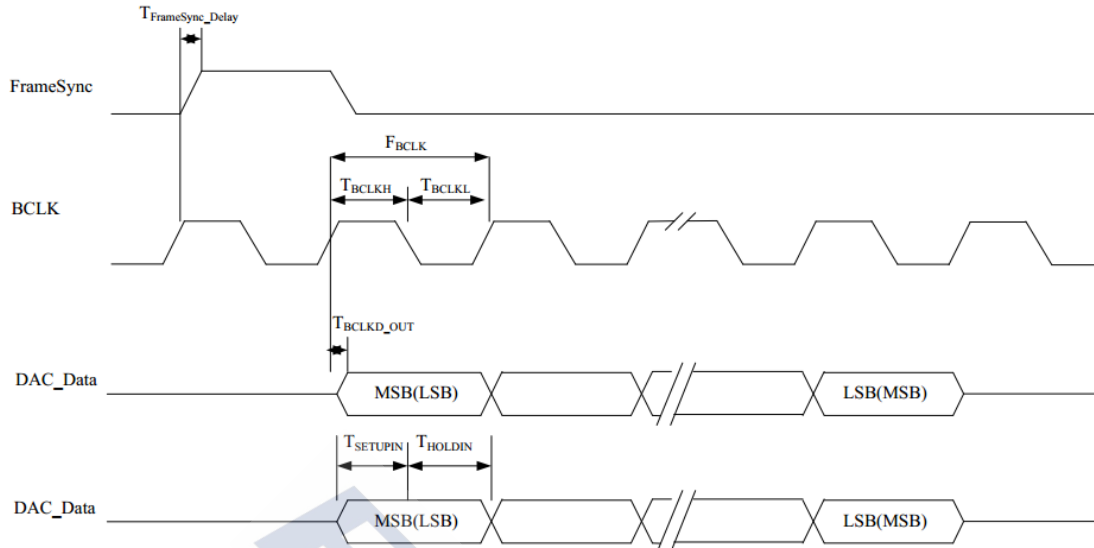 TFrameSync_Delay
FrameSync
FBCLK
TBCLKH TBCLKL
BCLK
TBCLKD_OUT
DAC_Data
MSB(LSB) LSB(MSB)
TSETUPIN THOLDIN
DAC_Data
MSB(LSB) LSB(MSB)